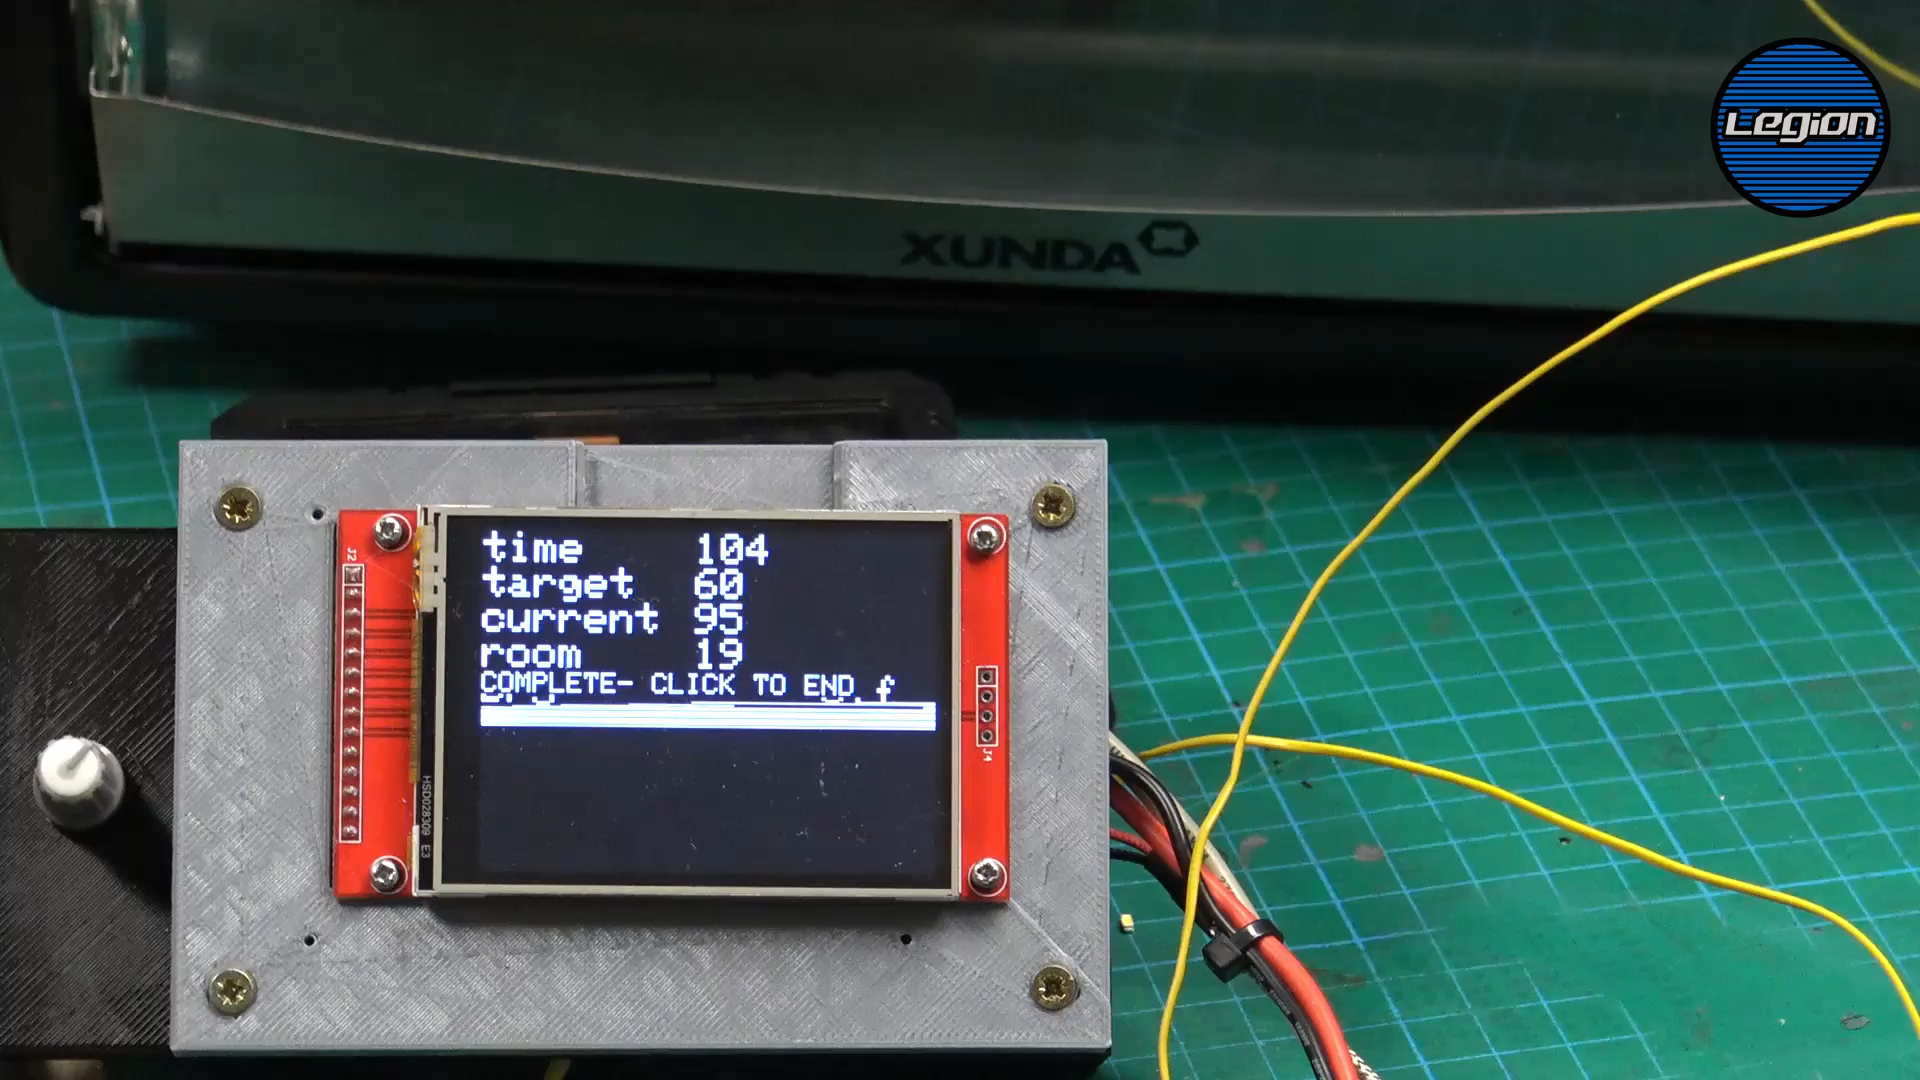 Legion
XUNDA
J2
time 104
target 60
current 95
room 19
COMPLETE- CLICK TO END f
J4
HSD028309 E3